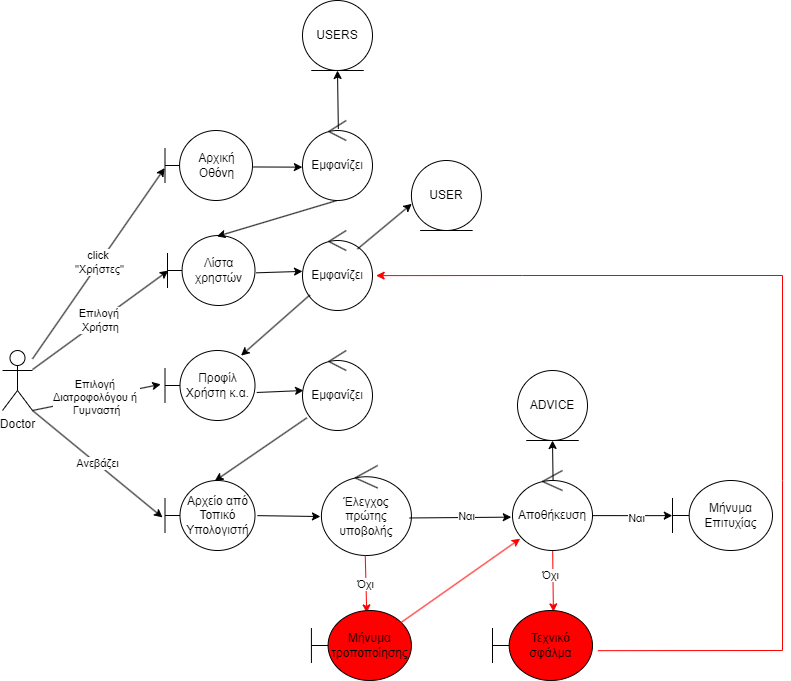 USERS
Αρχική
Οθόνη
Εμφανίζει
USER
click
"Χρήστες"
Λίστα
χρηστών
Εμφανίζει
Επιλογή
Χρήστη
Προφίλ
Χρήστη κ.α.
Εμφανίζει
Επιλογή
Διατροφολόγου ή
Γυμναστή
Doctor
ADVICE
Ανεβάζει
Αρχείο από
Τοπικό
Υπολογιστή
Έλεγχος
πρώτης
υποβολής
Ναι
Αποθήκευση
Ναι
Μήνυμα
Επιτυχίας
Όχι
Όχι
Μήνυμα
τροποποίησης
Τεχνικό
σφάλμα